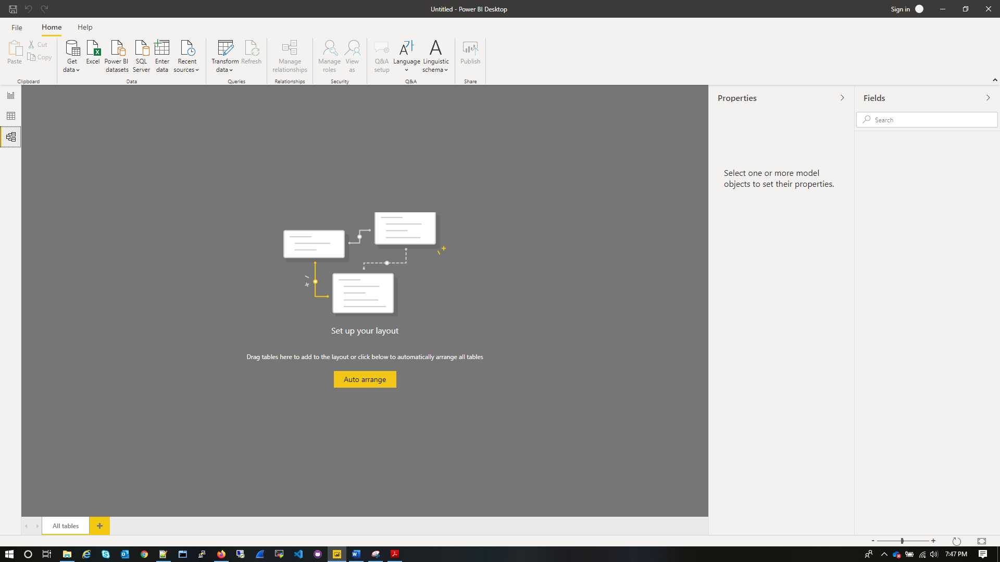 Untitled - Power BI Desktop
Sign in
File
Home
Help
Paste
Cut
Copy
Clipboard
Get data
Excel
Power BI datasets
SQL Server
Enter data
Recent sources
Data
Transform data
Refresh
Queries
Manage relationships
Relationships
Manage roles
View as
Security
Q&A setup
Language
Linguistic schema
Q&A
Publish
Share
Properties
Fields
Search
Select one or more model
objects to set their properties.
Set up your layout
Drag tables here to add to the layout or click below to automatically arrange all tables
Auto arrange
All tables
7:47 PM